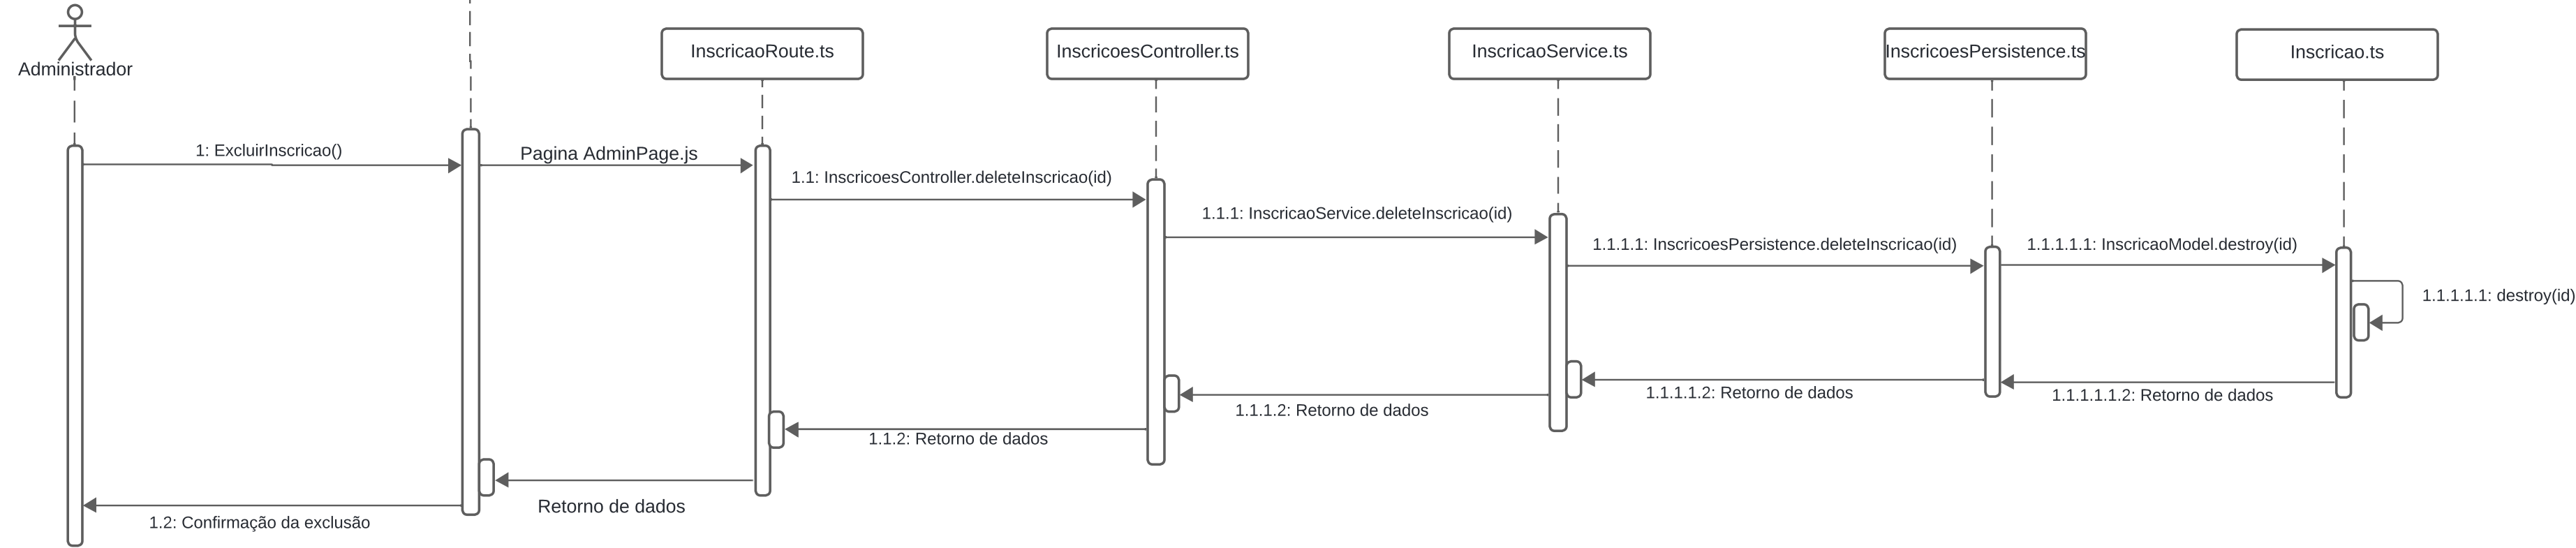 Administrador
InscricaoRoute.ts
InscricoesController.ts
InscricaoService.ts
InscricoesPersistence.ts
Inscricao.ts
1: ExcluirInscricao()
Pagina AdminPage.js
1.1: InscricoesController.deleteInscricao(id)
1.1.1: InscricaoService.deleteInscricao(id)
1.1.1.1: InscricoesPersistence.deleteInscricao(id)
1.1.1.1.1: InscricaoModel.destroy(id)
1.1.1.1.1: destroy(id)
1.1.1.1.1.2: Retorno de dados
1.1.1.1.2: Retorno de dados
1.1.1.2: Retorno de dados
1.1.2: Retorno de dados
Retorno de dados
1.2: Confirmação da exclusão